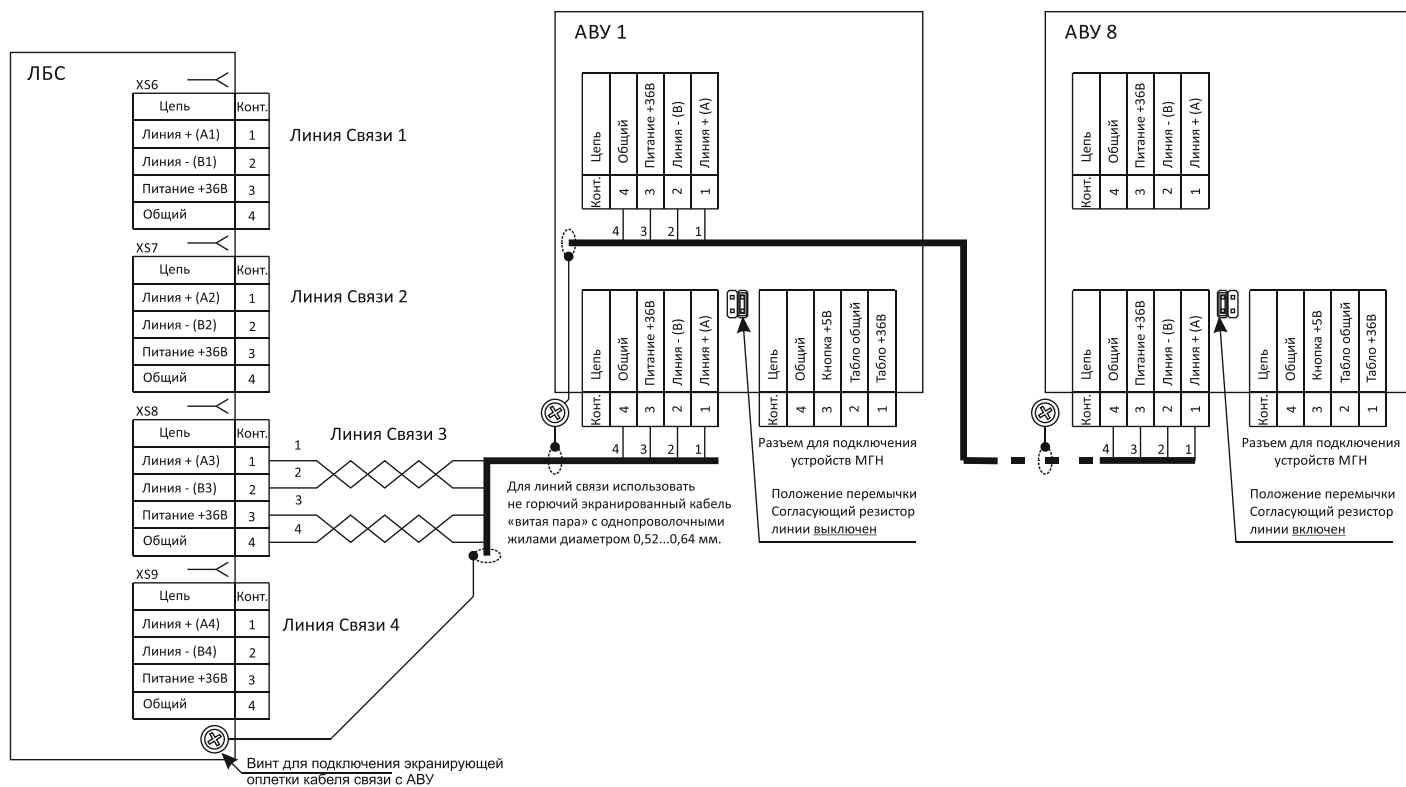 ЛБС
XS6
Цепь Конт.
Линия + (А1) 1
Линия - (В1) 2
Питание +36В 3
Общий 4
Линия Связи 1
XS7
Цепь Конт.
Линия + (А2) 1
Линия - (В2) 2
Питание +36В 3
Общий 4
Линия Связи 2
XS8
Цепь Конт.
Линия + (А3) 1
Линия - (В3) 2
Питание +36В 3
Общий 4
Линия Связи 3
1
2
3
4
XS9
Цепь Конт.
Линия + (А4) 1
Линия - (В4) 2
Питание +36В 3
Общий 4
Линия Связи 4
Винт для подключения экранирующей
оплетки кабеля связи с АВУ
Для линий связи использовать
не горючий экранированный кабель
«витая пара» с однопроволочными
жилами диаметром 0,52...0,64 мм.
АВУ 1
Конт. Цепь
4 Общий
3 Питание +36В
2 Линия - (В)
1 Линия + (А)
4 3 2 1
Конт. Цепь
4 Общий
3 Питание +36В
2 Линия - (В)
1 Линия + (А)
4 3 2 1
Конт. Цепь
4 Общий
3 Кнопка +5В
2 Табло общий
1 Табло +36В
Разъем для подключения
устройств МГН
Положение перемычки
Согласующий резистор
линии выключен
АВУ 8
Конт. Цепь
4 Общий
3 Питание +36В
2 Линия - (В)
1 Линия + (А)
Конт. Цепь
4 Общий
3 Питание +36В
2 Линия - (В)
1 Линия + (А)
4 3 2 1
Конт. Цепь
4 Общий
3 Кнопка +5В
2 Табло общий
1 Табло +36В
Разъем для подключения
устройств МГН
Положение перемычки
Согласующий резистор
линии включен